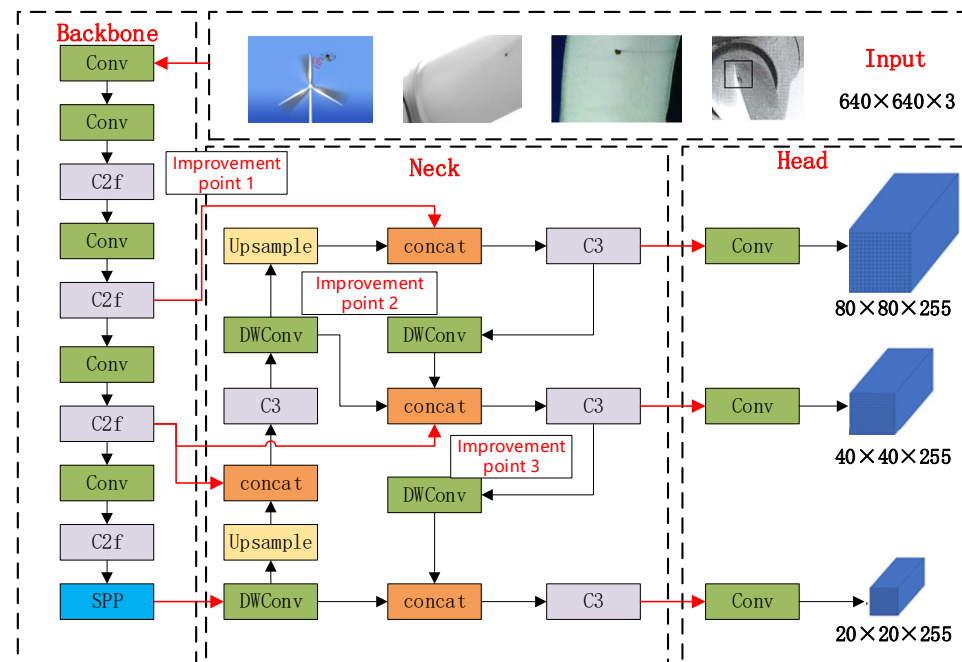 Backbone
Conv
Conv
C2f
Conv
C2f
Conv
C2f
Conv
C2f
SPP
Input
640×640×3
Improvement
point 1
Neck
Upsample
concat
C3
Improvement
point 2
DWConv
DWConv
C3
concat
C3
Improvement
point 3
concat
DWConv
Upsample
DWConv
concat
C3
Head
Conv
80×80×255
Conv
40×40×255
Conv
20×20×255